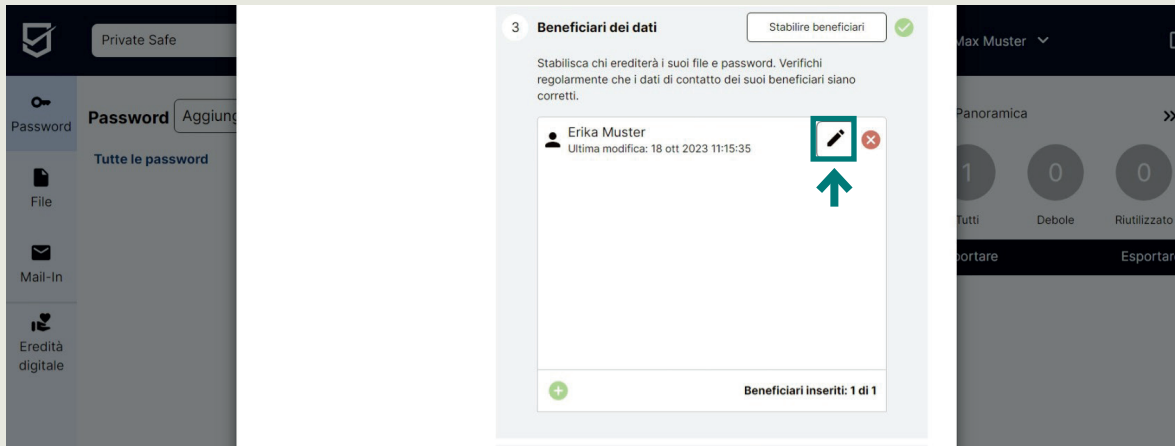 Private Safe
Password
File
Mail-In
Eredità
digitale
Password
Aggiung
Tutte le password
3 Beneficiari dei dati
Stabilire beneficiari
Stabilisca chi erediterà i suoi file e password. Verifichi
regolarmente che i dati di contatto dei suoi beneficiari siano
corretti.
Erika Muster
Ultima modifica: 18 ott 2023 11:15:35
Beneficiari inseriti: 1 di 1
Max Muster
Panoramica
1 0 0
Tutti Debole Riutilizzato
portare Esportare